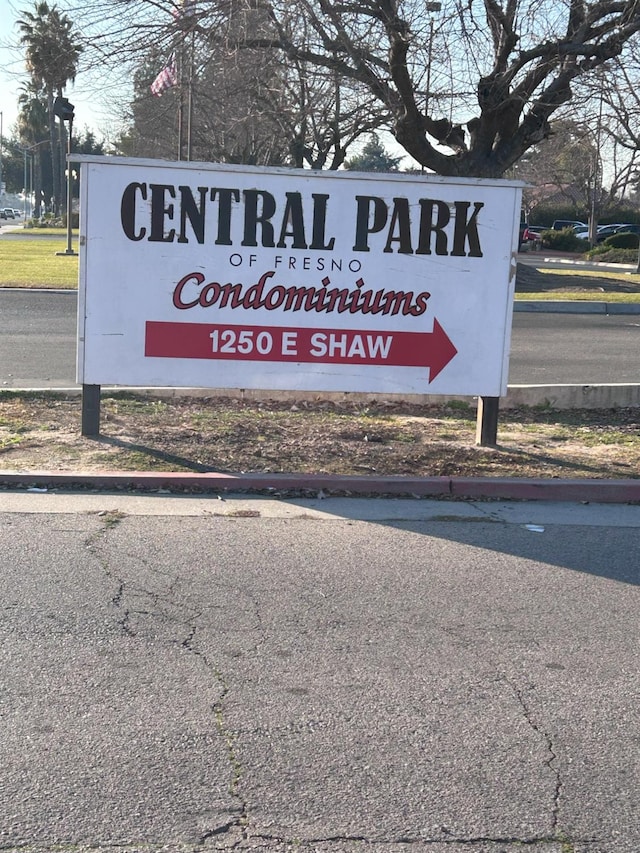 CENTRAL PARK
OF FRESNO
Condominiums
1250 E SHAW